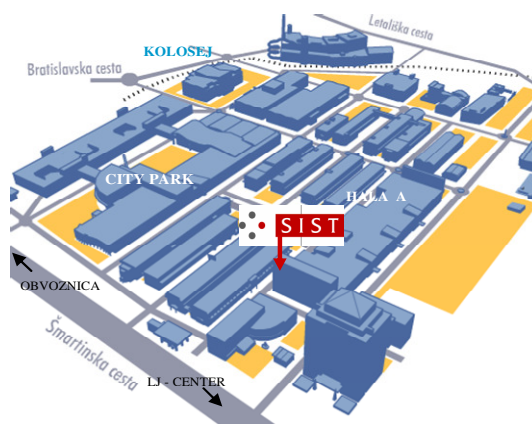 Letališka cesta
KOLOSEJ
Bratislavska cesta
CITY PARK
HALA A
SIST
OBVOZNICA
Šmartinska cesta
LJ - CENTER